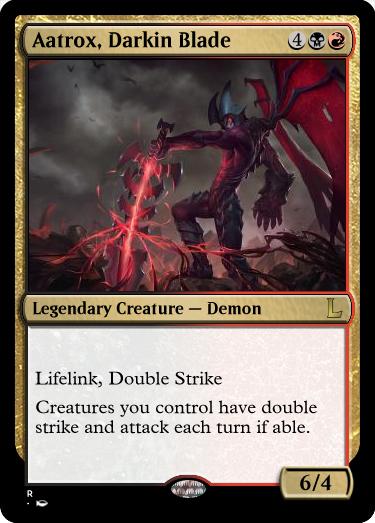 Aatrox, Darkin Blade 4
Legendary Creature — Demon L
Lifelink, Double Strike
Creatures you control have double
strike and attack each turn if able.
6/4
R